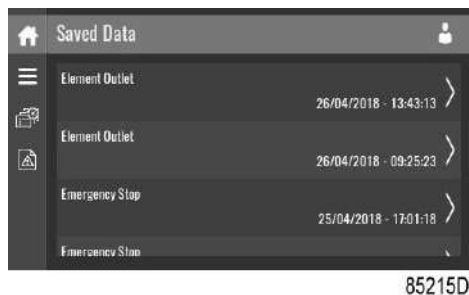 Saved Data
Element Outlet
26/04/2018 - 13:43:13
Element Outlet
26/04/2018 - 09:25:23
Emergency Stop
25/04/2018 - 17:01:18
Emergency Stop
85215D